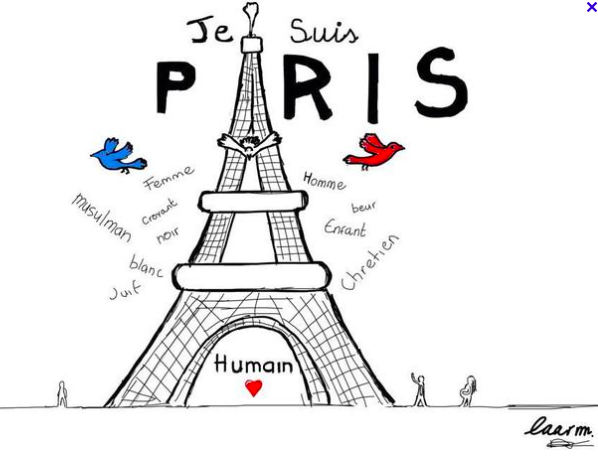 Je Suis
PARIS
Femme
musulman
croyant
noir
blanc
Juif
Homme
beur
Enfant
Chretien
Humain
laarm.